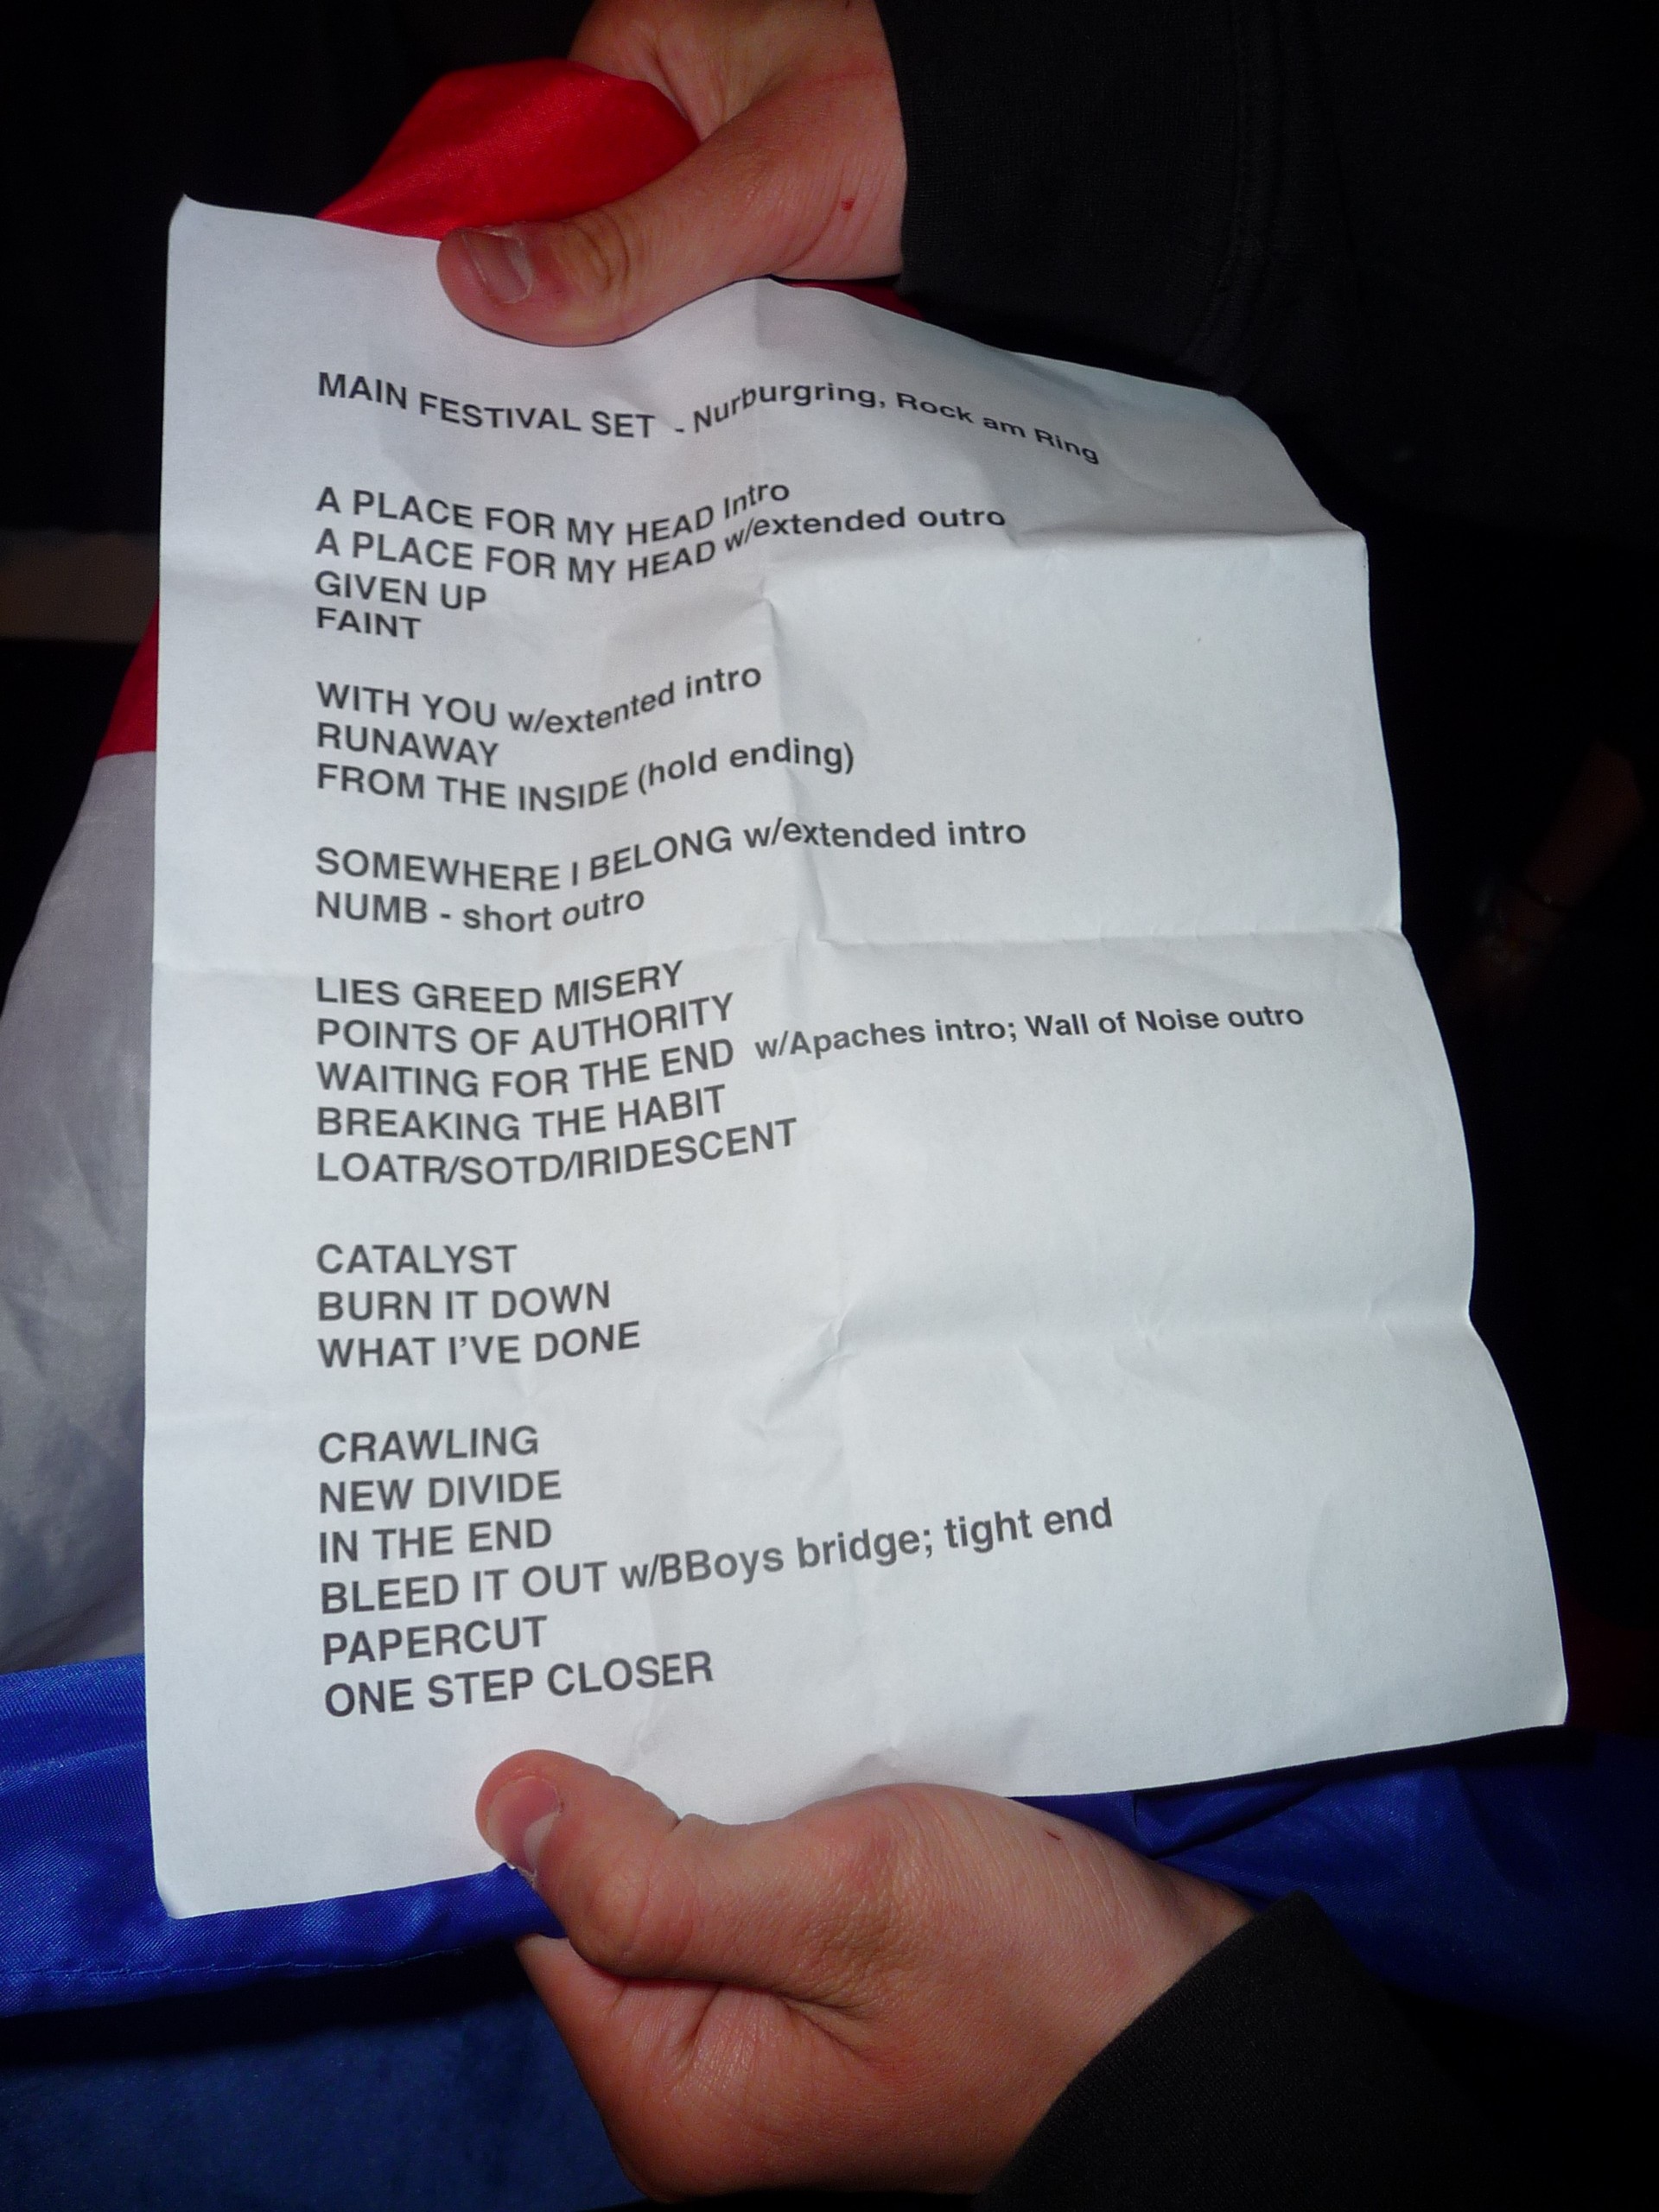 MAIN FESTIVAL SET - Nurburgring, Rock am Ring
A PLACE FOR MY HEAD Intro
A PLACE FOR MY HEAD w/extended outro
GIVEN UP
FAINT
WITH YOU w/extented intro
RUNAWAY
FROM THE INSIDE (hold ending)
SOMEWHERE I BELONG w/extended intro
NUMB - short outro
LIES GREED MISERY
POINTS OF AUTHORITY
WAITING FOR THE END w/Apaches intro; Wall of Noise outro
BREAKING THE HABIT
LOATR/SOTD/IRIDESCENT
CATALYST
BURN IT DOWN
WHAT I'VE DONE
CRAWLING
NEW DIVIDE
IN THE END
BLEED IT OUT w/BBoys bridge; tight end
PAPERCUT
ONE STEP CLOSER